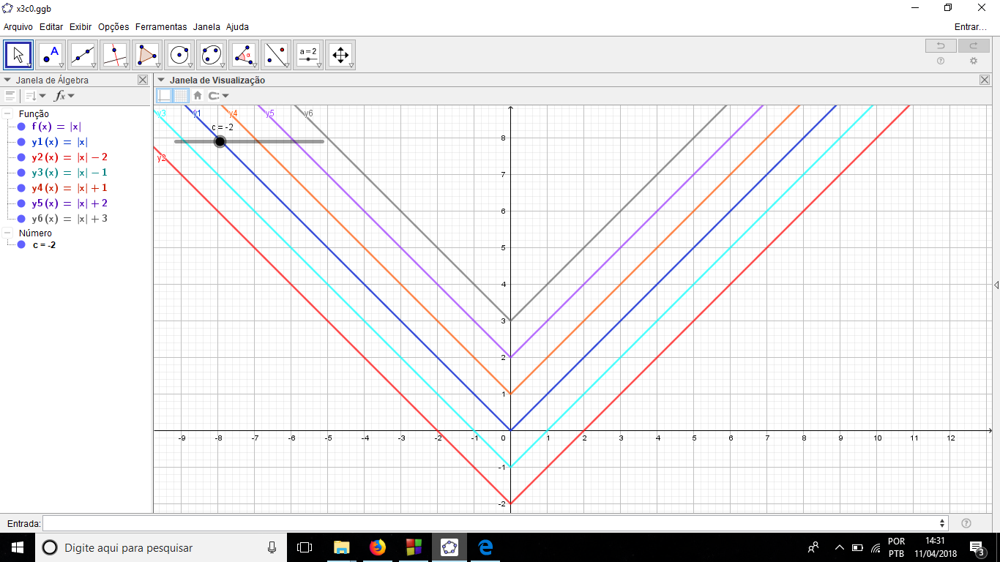 x3c0.ggb
Arquivo Editar Exibir Opções Ferramentas Janela Ajuda Entrar...
A α a = 2
Janela de Álgebra
Janela de Visualização
fx
Função
f(x) = |x|
y1(x) = |x|
y2(x) = |x| − 2
y3(x) = |x| − 1
y4(x) = |x| + 1
y5(x) = |x| + 2
y6(x) = |x| + 3
Número
c = -2
y3 y1 y4 y5 y6
c = -2
y2
8
7
6
5
4
3
2
1
-9 -8 -7 -6 -5 -4 -3 -2 -1 0 1 2 3 4 5 6 7 8 9 10 11 12
-1
-2
Entrada:
Digite aqui para pesquisar
POR
PTB
14:31
11/04/2018
3